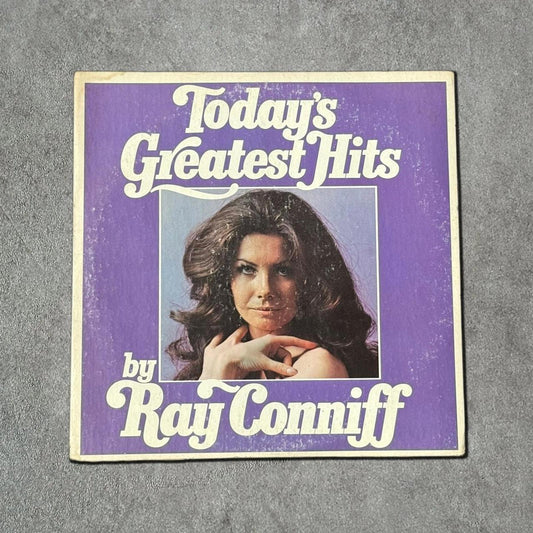 Today's
Greatest Hits
by
Ray Conniff